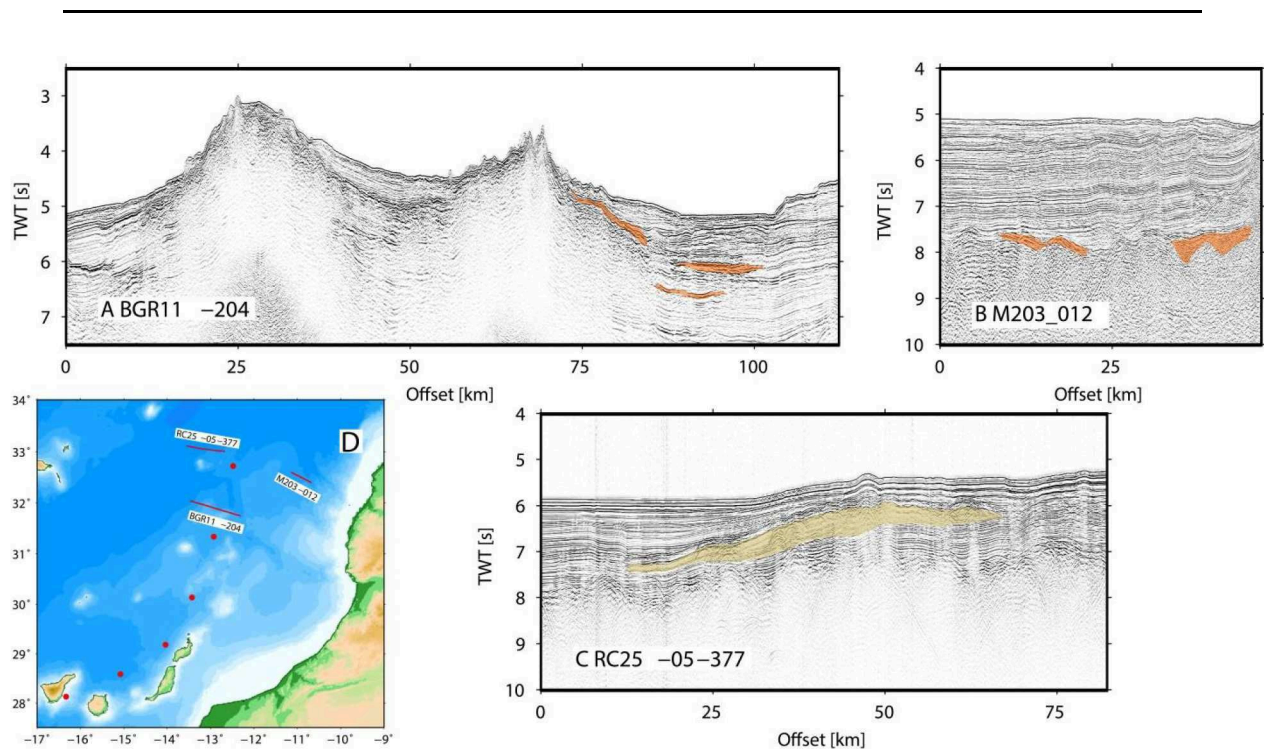 3
4
5
6
7
TWT [s]
A BGR11 −204
0
25
50
75
100
Offset [km]
4
5
6
7
8
9
10
TWT [s]
B M203_012
0
25
Offset [km]
34°
33°
32°
31°
30°
29°
28°
RC25 −05−377
M203−012
BGR11 −204
D
−17° −16° −15° −14° −13° −12° −11° −10° −9°
4
5
6
7
8
9
10
TWT [s]
C RC25 −05−377
0
25
50
75
Offset [km]